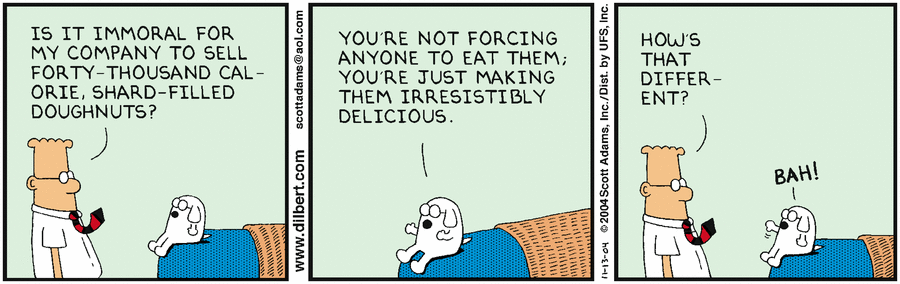 IS IT IMMORAL FOR
MY COMPANY TO SELL
FORTY-THOUSAND CAL-
ORIE, SHARD-FILLED
DOUGHNUTS?
www.dilbert.com scottadams@aol.com
YOU'RE NOT FORCING
ANYONE TO EAT THEM;
YOU'RE JUST MAKING
THEM IRRESISTIBLY
DELICIOUS.
11-13-04 © 2004 Scott Adams, Inc./Dist. by UFS, Inc.
HOW'S
THAT
DIFFER-
ENT?
BAH!